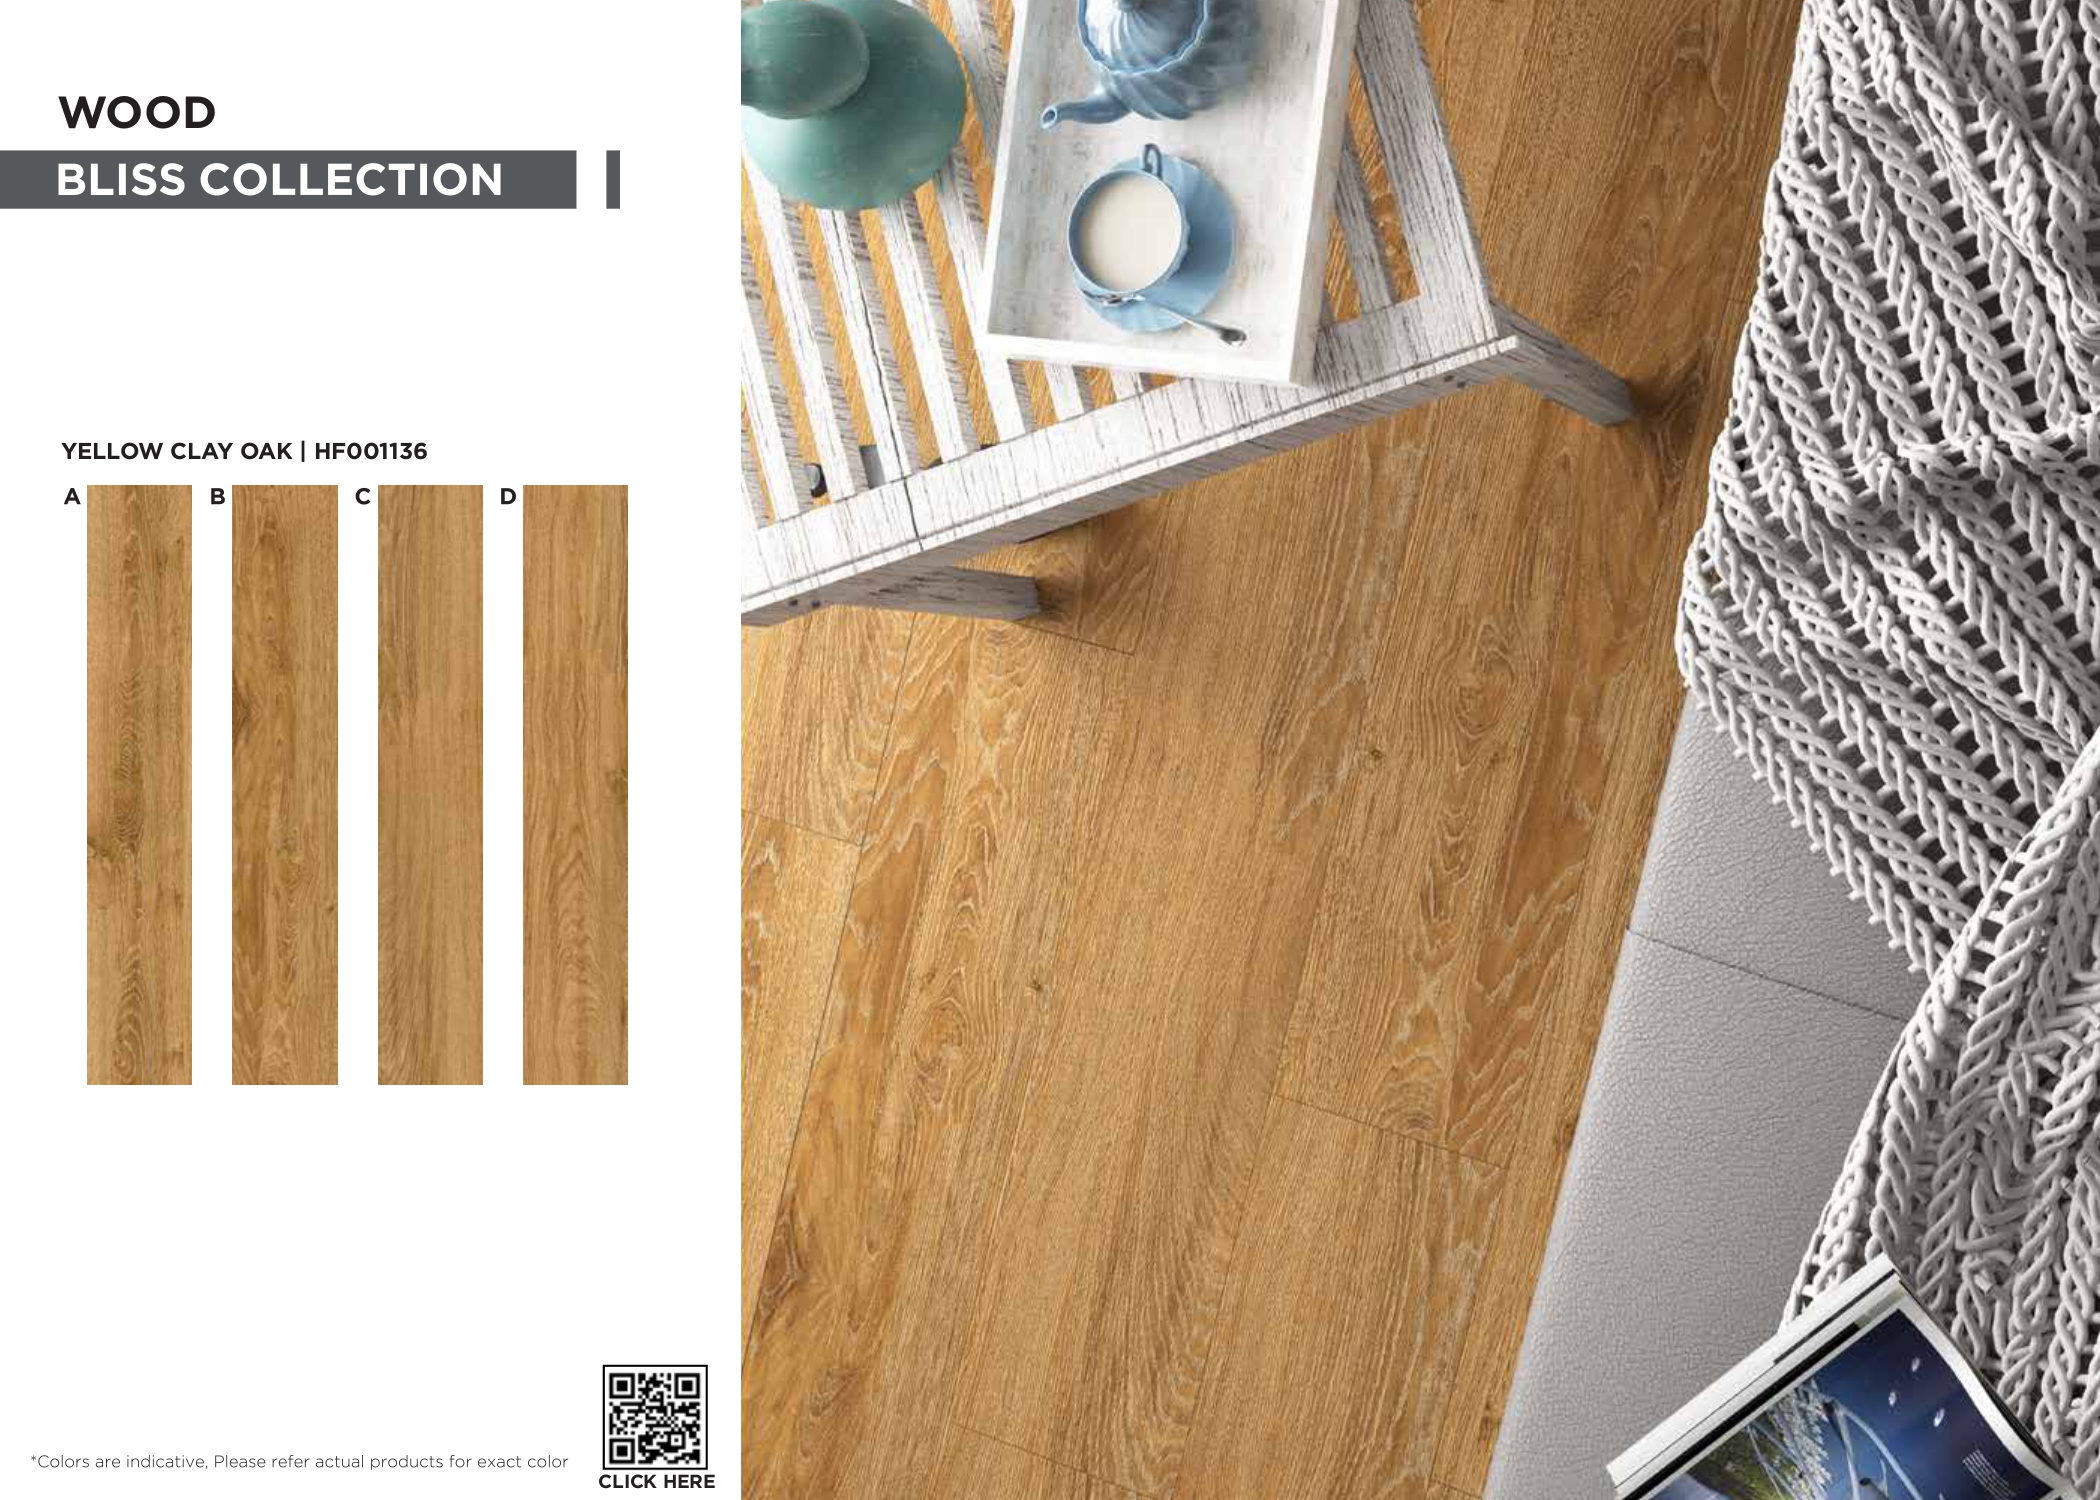 WOOD
BLISS COLLECTION
YELLOW CLAY OAK | HF001136
A
B
C
D
*Colors are indicative, Please refer actual products for exact color
CLICK HERE